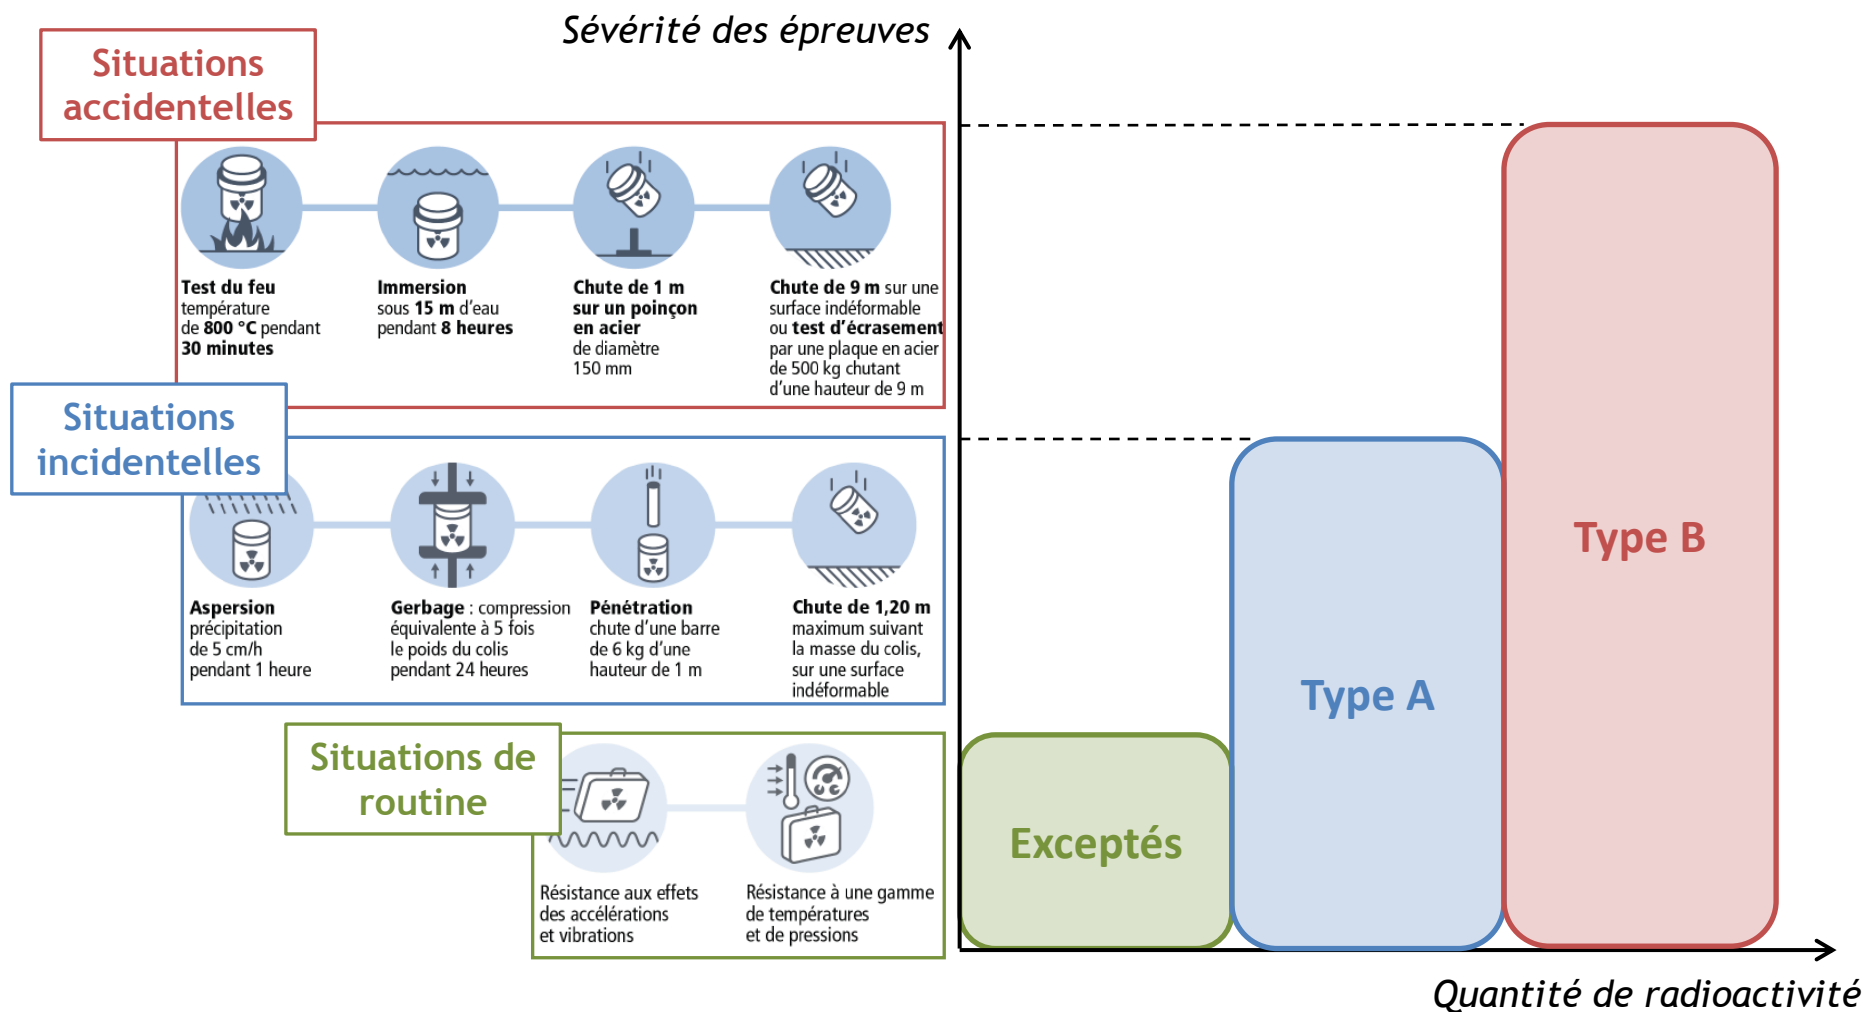 Sévérité des épreuves
Situations
accidentelles
Test du feu
température
de 800 °C pendant
30 minutes
Immersion
sous 15 m d’eau
pendant 8 heures
Chute de 1 m
sur un poinçon
en acier
de diamètre
150 mm
Chute de 9 m sur une
surface indéformable
ou test d’écrasement
par une plaque en acier
de 500 kg chutant
d’une hauteur de 9 m
Situations
incidentelles
Aspersion
précipitation
de 5 cm/h
pendant 1 heure
Gerbage : compression
équivalente à 5 fois
le poids du colis
pendant 24 heures
Pénétration
chute d’une barre
de 6 kg d’une
hauteur de 1 m
Chute de 1,20 m
maximum suivant
la masse du colis,
sur une surface
indéformable
Situations de
routine
Résistance aux effets
des accélérations
et vibrations
Résistance à une gamme
de températures
et de pressions
Exceptés
Type A
Type B
Quantité de radioactivité